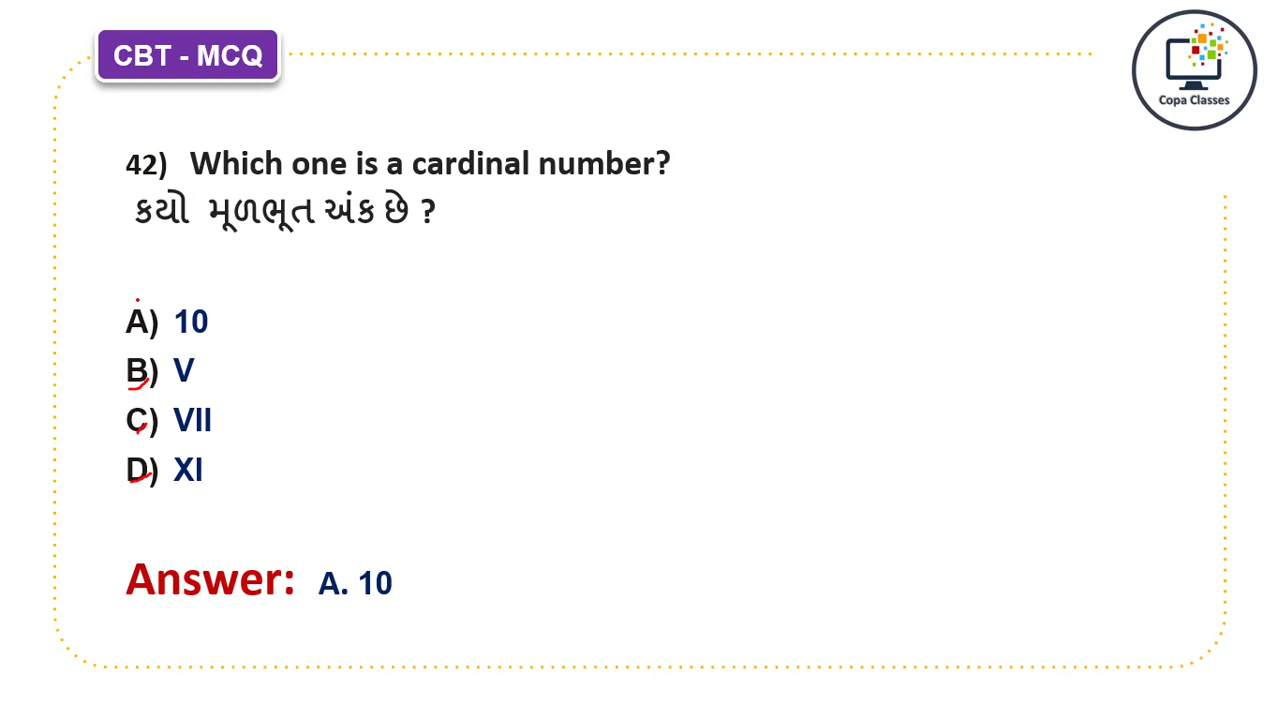 CBT - MCQ
Copa Classes
42) Which one is a cardinal number?
કયો મૂળભૂત અંક છે ?
A) 10
B) V
C) VII
D) XI
Answer: A. 10